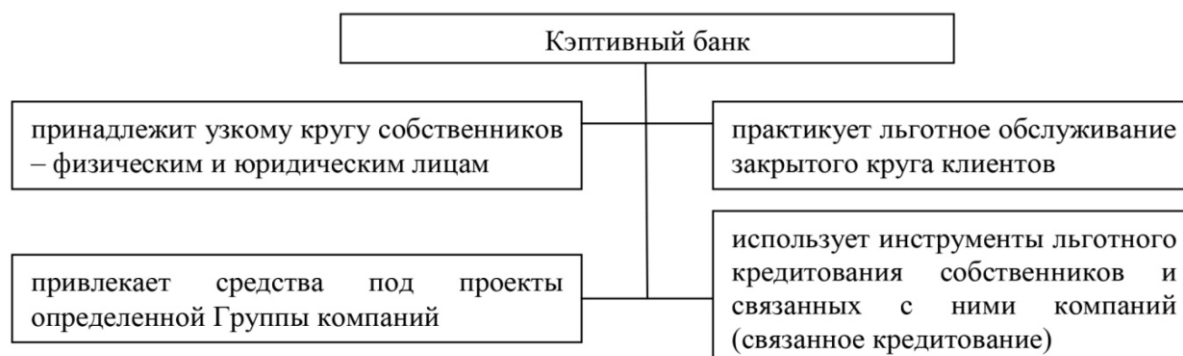 Кэптивный банк
принадлежит узкому кругу собственников
– физическим и юридическим лицам
практикует льготное обслуживание
закрытого круга клиентов
привлекает средства под проекты
определенной Группы компаний
использует инструменты льготного
кредитования собственников и
связанных с ними компаний
(связанное кредитование)